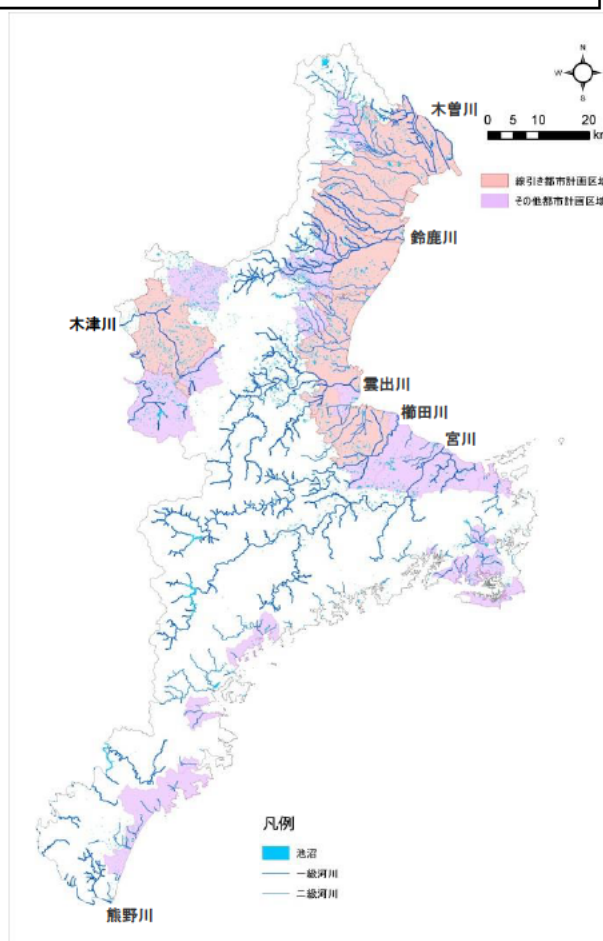 N
W
E
S
木曽川
0 5 10 20
km
線引き都市計画区域
その他都市計画区域
鈴鹿川
木津川
雲出川
櫛田川
宮川
凡例
池沼
一級河川
二級河川
熊野川